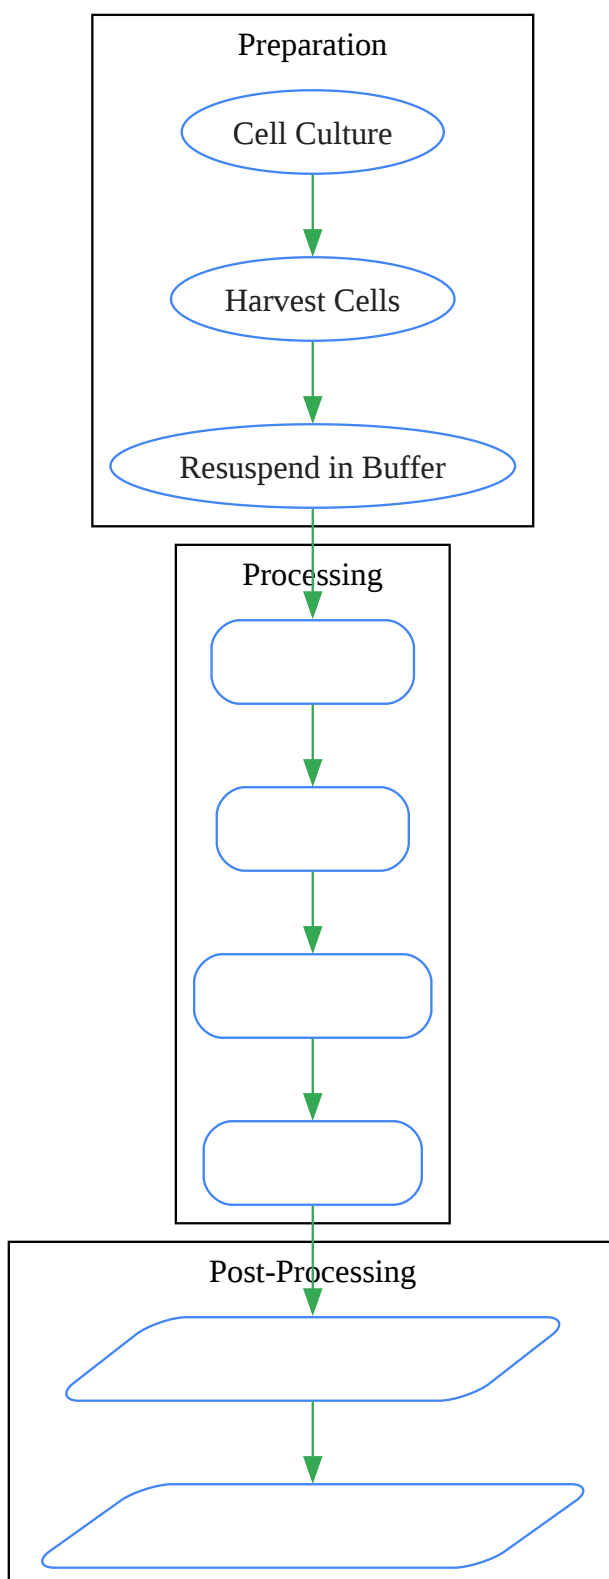 Preparation
Cell Culture
Harvest Cells
Resuspend in Buffer
Processing
Post-Processing